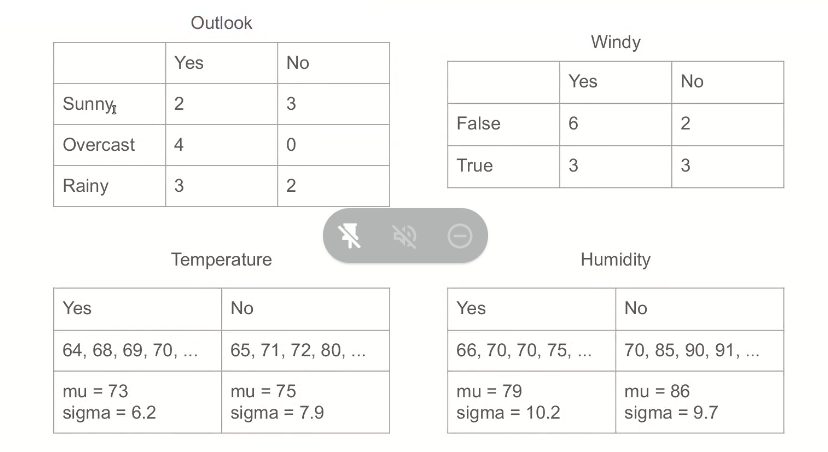 Outlook
Yes No
Sunny 2 3
Overcast 4 0
Rainy 3 2
Windy
Yes No
False 6 2
True 3 3
Temperature
Yes No
64, 68, 69, 70, ... 65, 71, 72, 80, ...
mu = 73 mu = 75
sigma = 6.2 sigma = 7.9
Humidity
Yes No
66, 70, 70, 75, ... 70, 85, 90, 91, ...
mu = 79 mu = 86
sigma = 10.2 sigma = 9.7